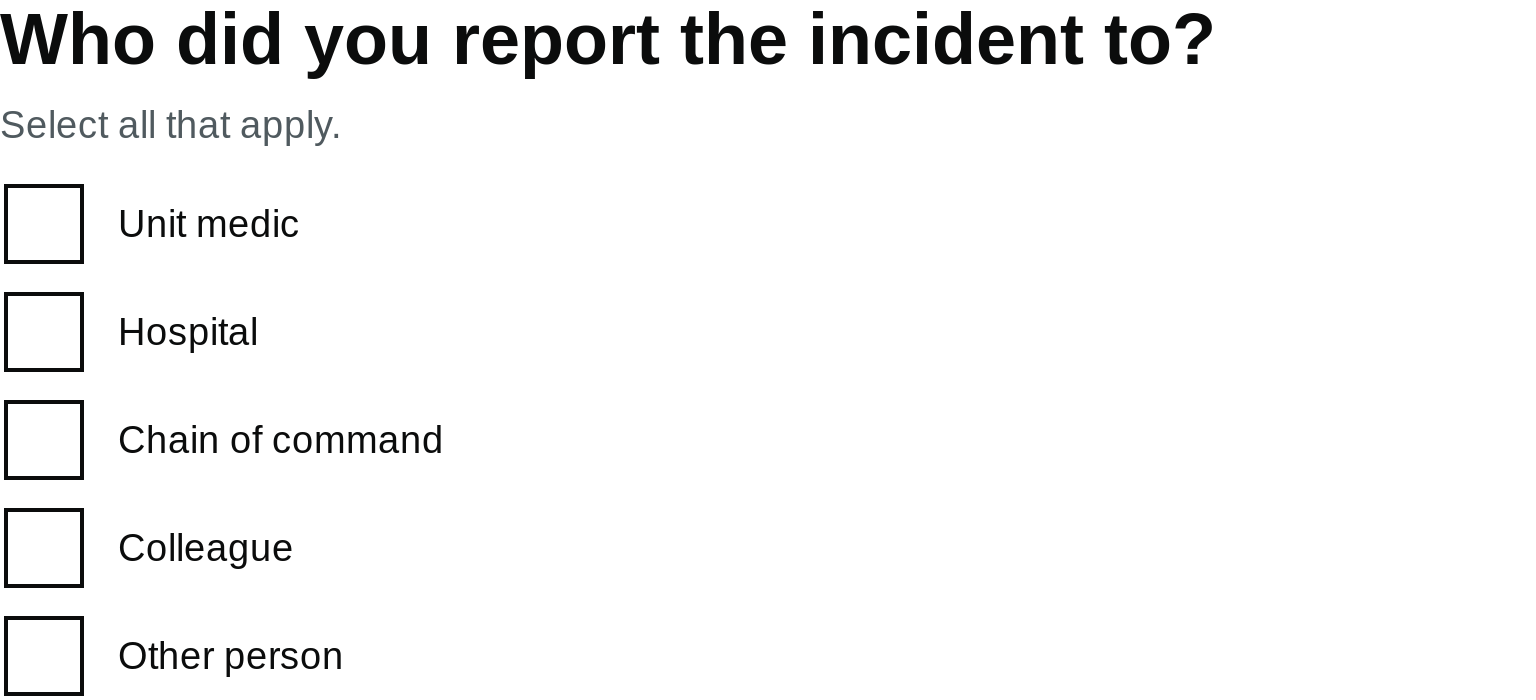 Who did you report the incident to?
Select all that apply.
Unit medic
Hospital
Chain of command
Colleague
Other person